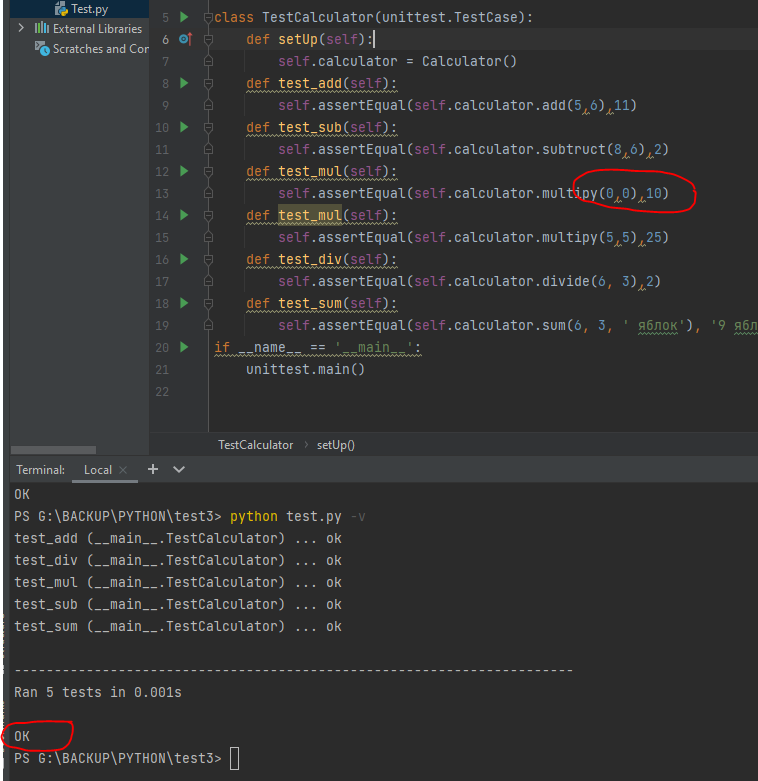 Test.py
External Libraries
Scratches and Con
5 class TestCalculator(unittest.TestCase):
6 def setUp(self):
7 self.calculator = Calculator()
8 def test_add(self):
9 self.assertEqual(self.calculator.add(5,6),11)
10 def test_sub(self):
11 self.assertEqual(self.calculator.subtruct(8,6),2)
12 def test_mul(self):
13 self.assertEqual(self.calculator.multipy(0,0),10)
14 def test_mul(self):
15 self.assertEqual(self.calculator.multipy(5,5),25)
16 def test_div(self):
17 self.assertEqual(self.calculator.divide(6, 3),2)
18 def test_sum(self):
19 self.assertEqual(self.calculator.sum(6, 3, ' яблок'), '9 ябл
20 if __name__ == '__main__':
21 unittest.main()
22
TestCalculator › setUp()
Terminal: Local × +
OK
PS G:\BACKUP\PYTHON\test3> python test.py -v
test_add (__main__.TestCalculator) ... ok
test_div (__main__.TestCalculator) ... ok
test_mul (__main__.TestCalculator) ... ok
test_sub (__main__.TestCalculator) ... ok
test_sum (__main__.TestCalculator) ... ok
----------------------------------------------------------------------
Ran 5 tests in 0.001s
OK
PS G:\BACKUP\PYTHON\test3>